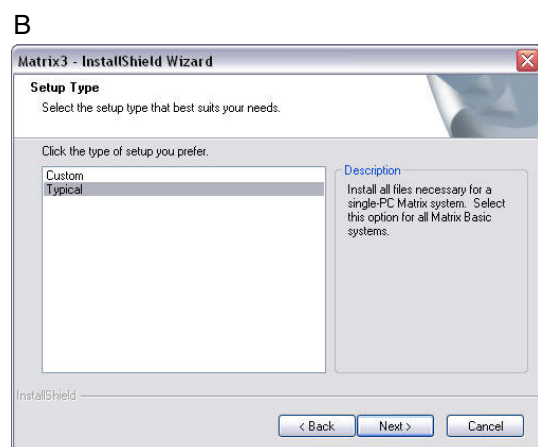 B
Matrix3 - InstallShield Wizard
Setup Type
Select the setup type that best suits your needs.
Click the type of setup you prefer.
Custom
Typical
Description
Install all files necessary for a
single-PC Matrix system. Select
this option for all Matrix Basic
systems.
InstallShield
< Back
Next >
Cancel